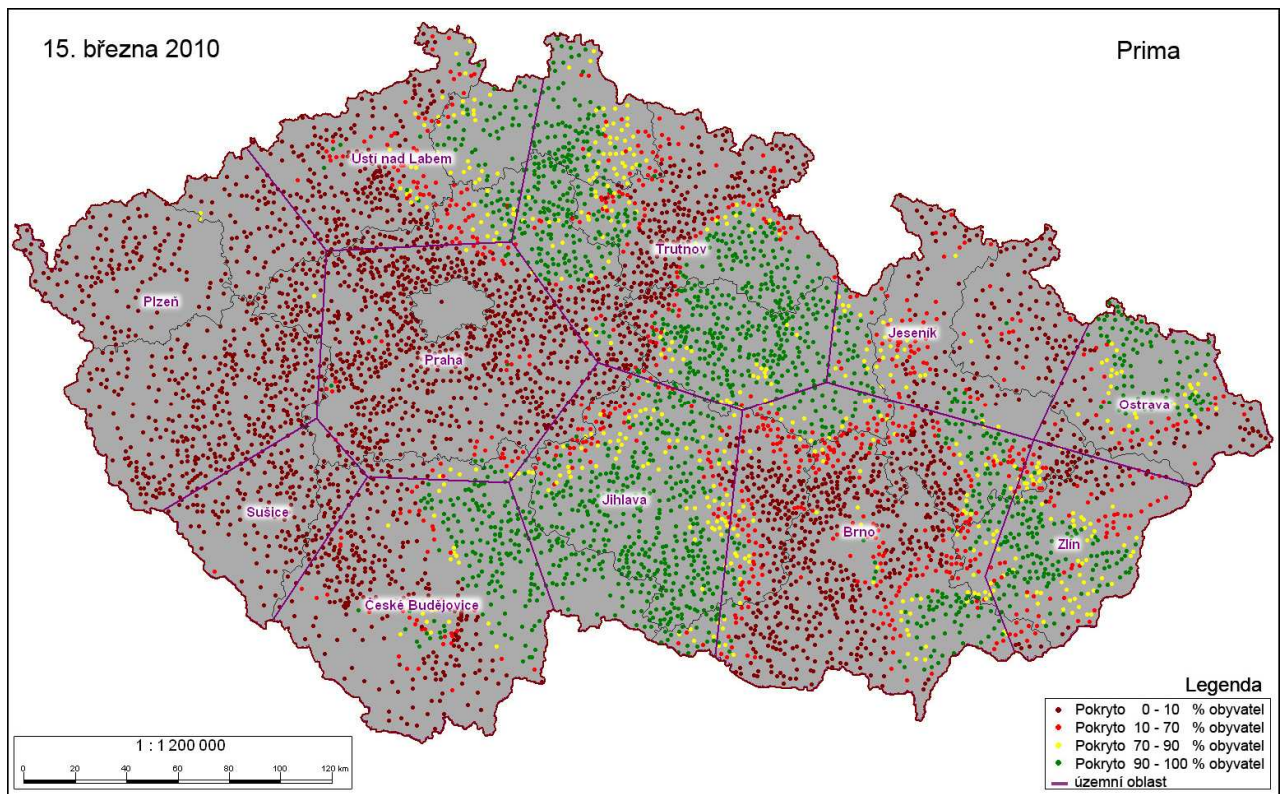 15. března 2010
Prima
Ústí nad Labem
Trutnov
Plzeň
Jeseník
Praha
Ostrava
Sušice
Jihlava
Brno
Zlín
České Budějovice
Legenda
Pokryto 0 - 10 % obyvatel
Pokryto 10 - 70 % obyvatel
Pokryto 70 - 90 % obyvatel
Pokryto 90 - 100 % obyvatel
územní oblast
1 : 1 200 000
0 20 40 60 80 100 120 km